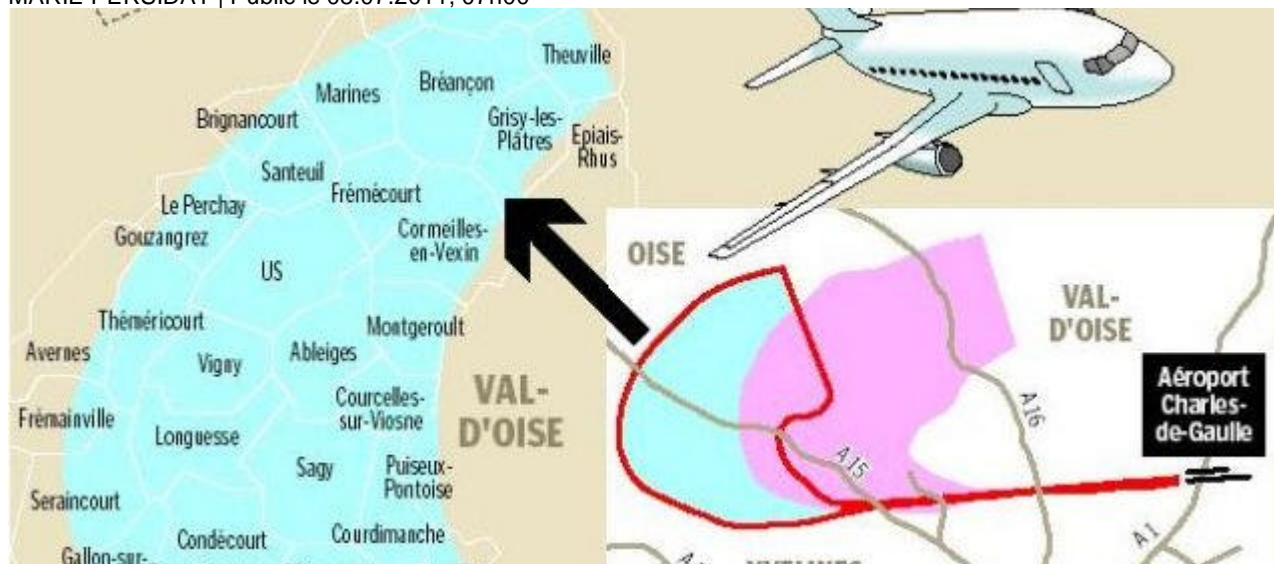 Theuville
Bréançon
Marines
Brignancourt
Grisy-les-
Plâtres
Epiais-
Rhus
Santeuil
Frémécourt
Le Perchay
Gouzangrez
Cormeilles-
en-Vexin
US
OISE
VAL-
D'OISE
Théméricourt
Montgeroult
Avernes
Vigny
Ableiges
Aéroport
Charles-
de-Gaulle
Courcelles-
sur-Viosne
VAL-
D'OISE
A16
Frémainville
Longuesse
A15
Sagy
Puiseux-
Pontoise
Seraincourt
Condécourt
Courdimanche
A1
Gallon-sur-